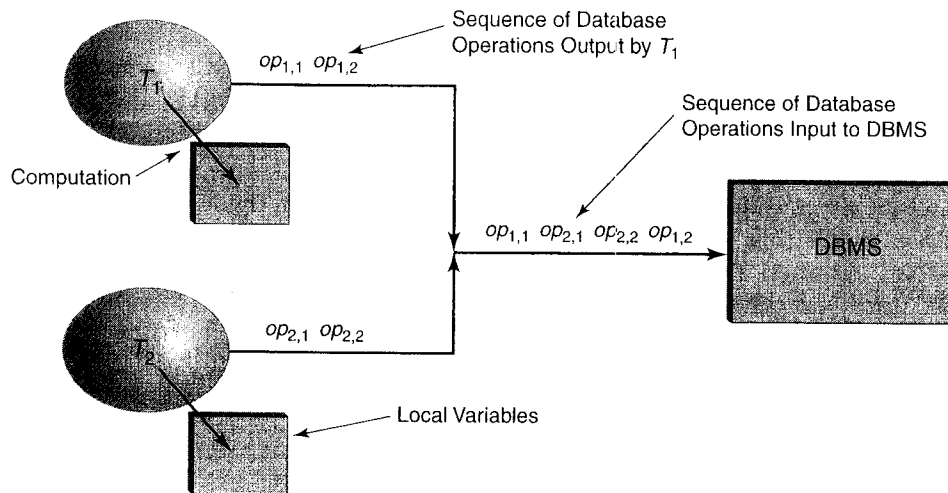 Sequence of Database
Operations Output by T₁
op₁,₁ op₁,₂
T₁
Sequence of Database
Operations Input to DBMS
Computation
op₁,₁ op₂,₁ op₂,₂ op₁,₂
DBMS
op₂,₁ op₂,₂
T₂
Local Variables